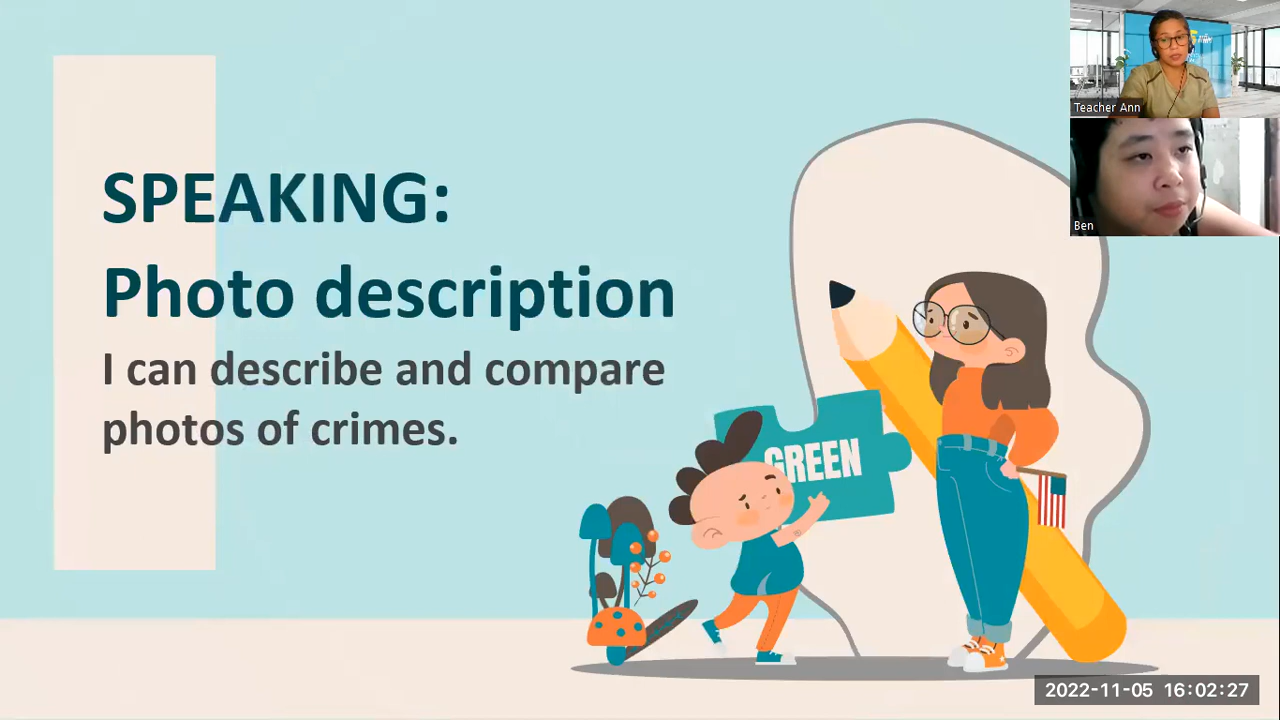 SPEAKING:
Photo description
I can describe and compare
photos of crimes.
GREEN
Teacher Ann
Ben
2022-11-05 16:02:27